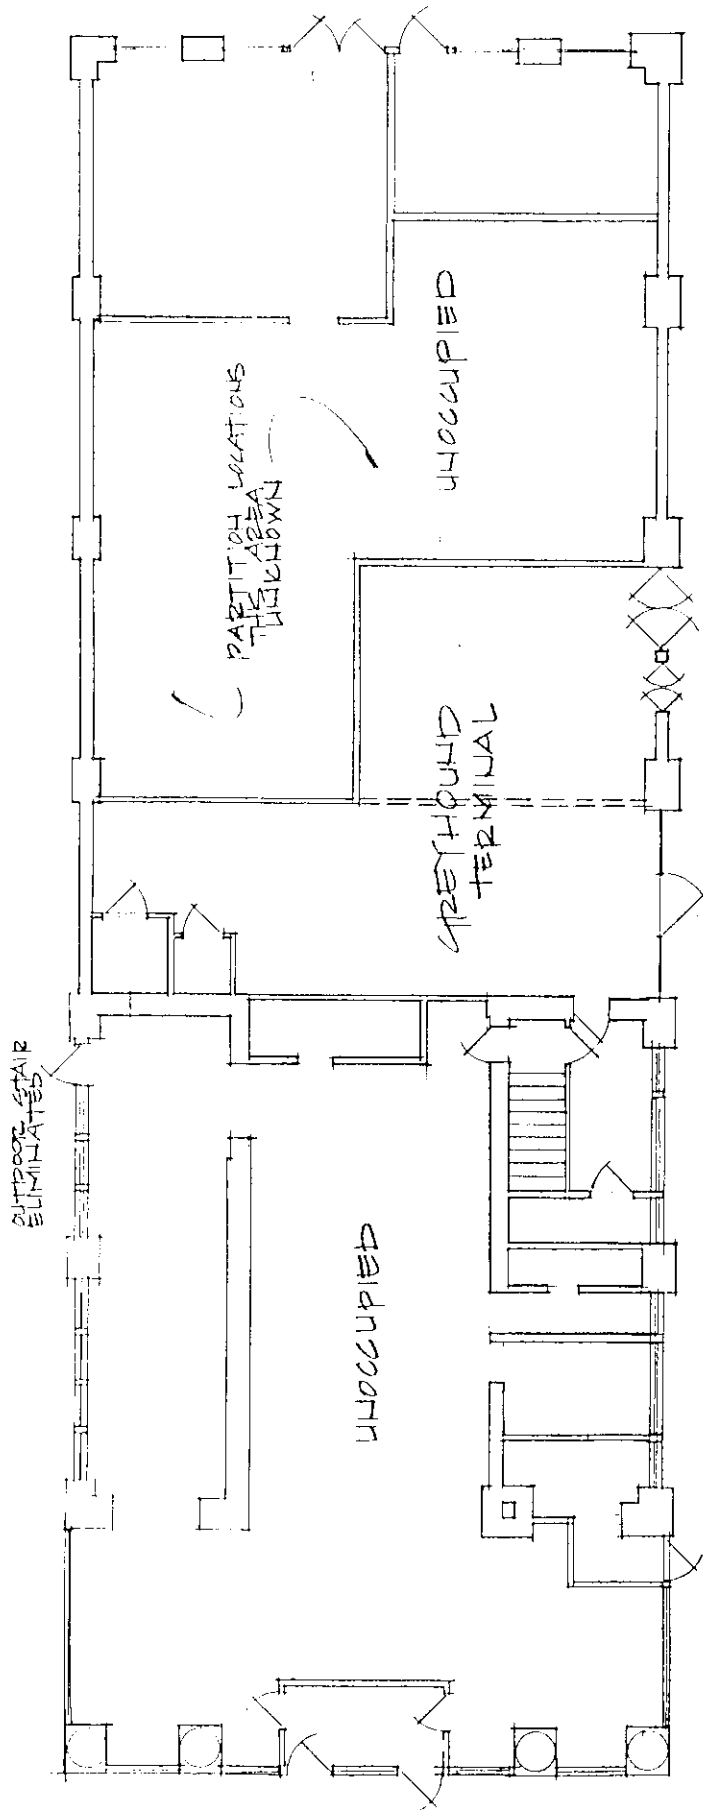 PARTITION LOCATIONS
THIS AREA
UNKNOWN
UNOCCUPIED
GREYHOUND
TERMINAL
OUTDOOR STAIR
ELIMINATED
UNOCCUPIED